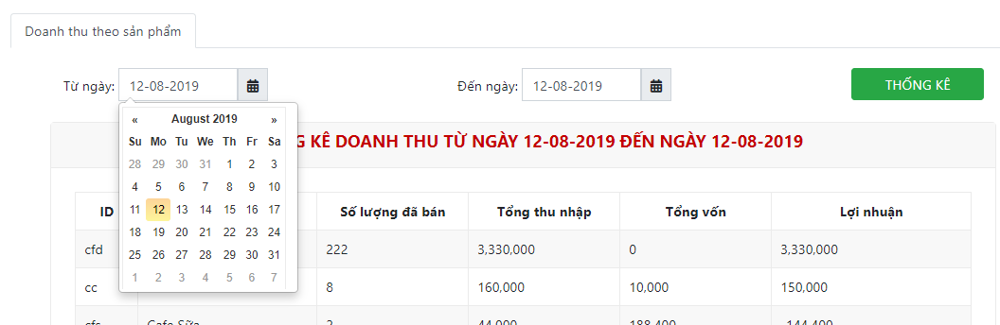 Doanh thu theo sản phẩm
Từ ngày: 12-08-2019 Đến ngày: 12-08-2019 THỐNG KÊ
« August 2019 »
Su Mo Tu We Th Fr Sa
28 29 30 31 1 2 3
4 5 6 7 8 9 10
11 12 13 14 15 16 17
18 19 20 21 22 23 24
25 26 27 28 29 30 31
1 2 3 4 5 6 7
KÊ DOANH THU TỪ NGÀY 12-08-2019 ĐẾN NGÀY 12-08-2019
ID Số lượng đã bán Tổng thu nhập Tổng vốn Lợi nhuận
cfd 222 3,330,000 0 3,330,000
cc 8 160,000 10,000 150,000
cfs Cafe Sữa 2 44,000 188,400 -144,400